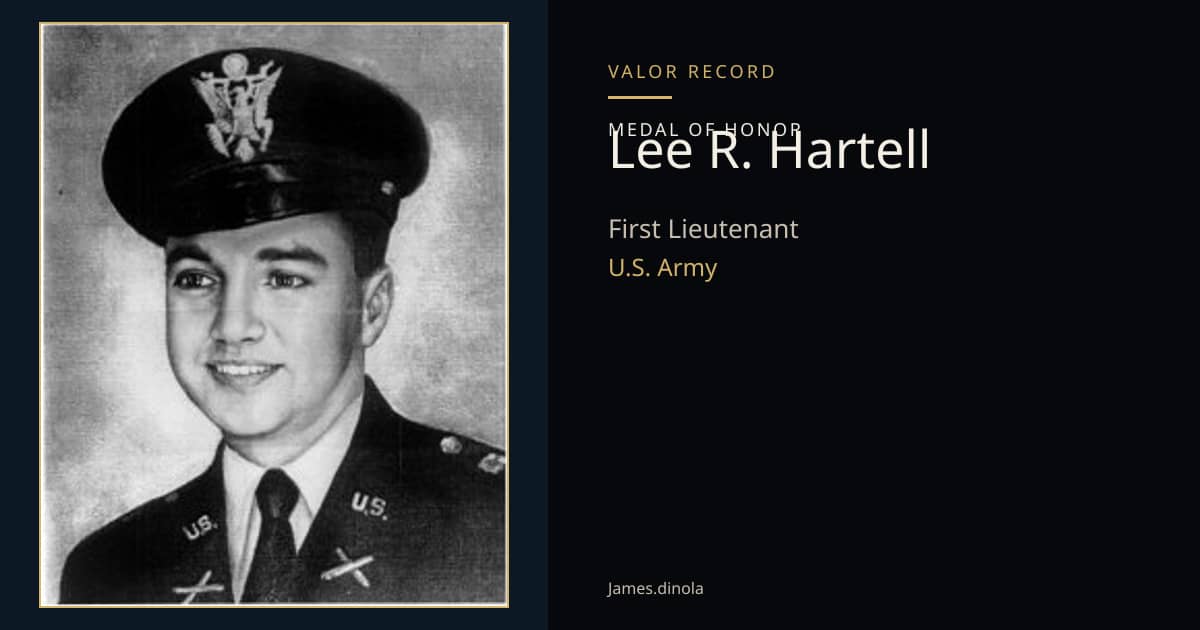 VALOR RECORD
MEDAL OF HONOR
Lee R. Hartell
First Lieutenant
U.S. Army
U.S.
U.S.
James.dinola